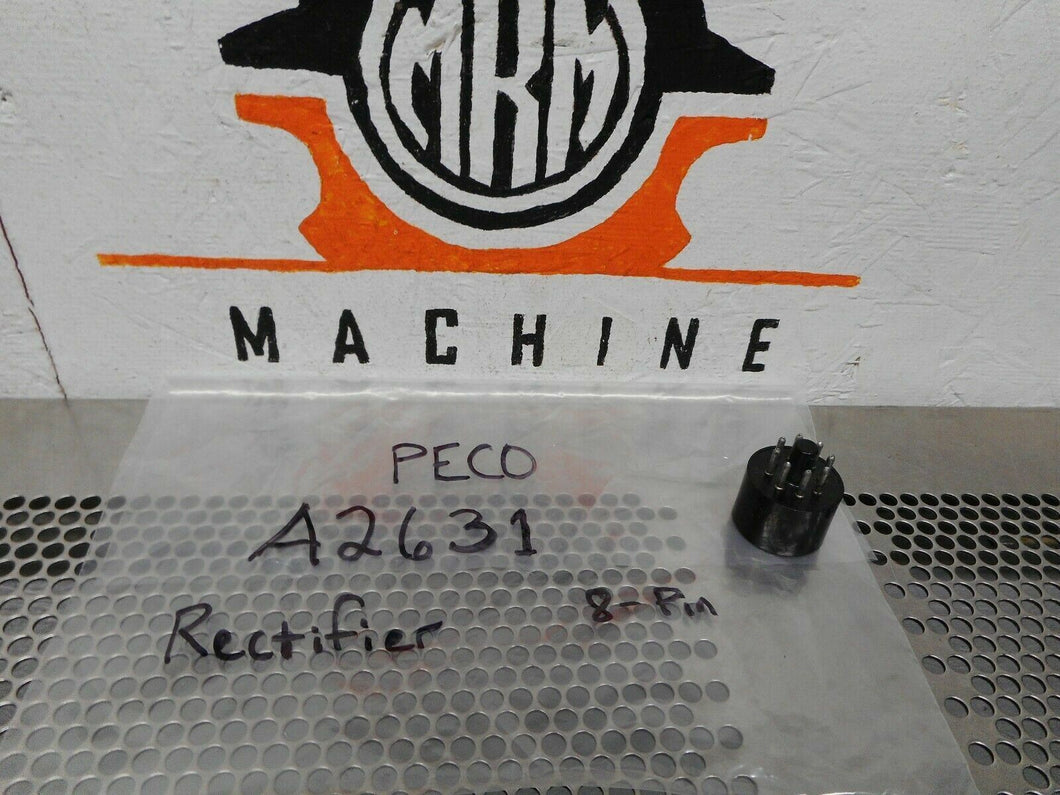 MRM
MACHINE
PECO
A2631
Rectifier
8-Pin